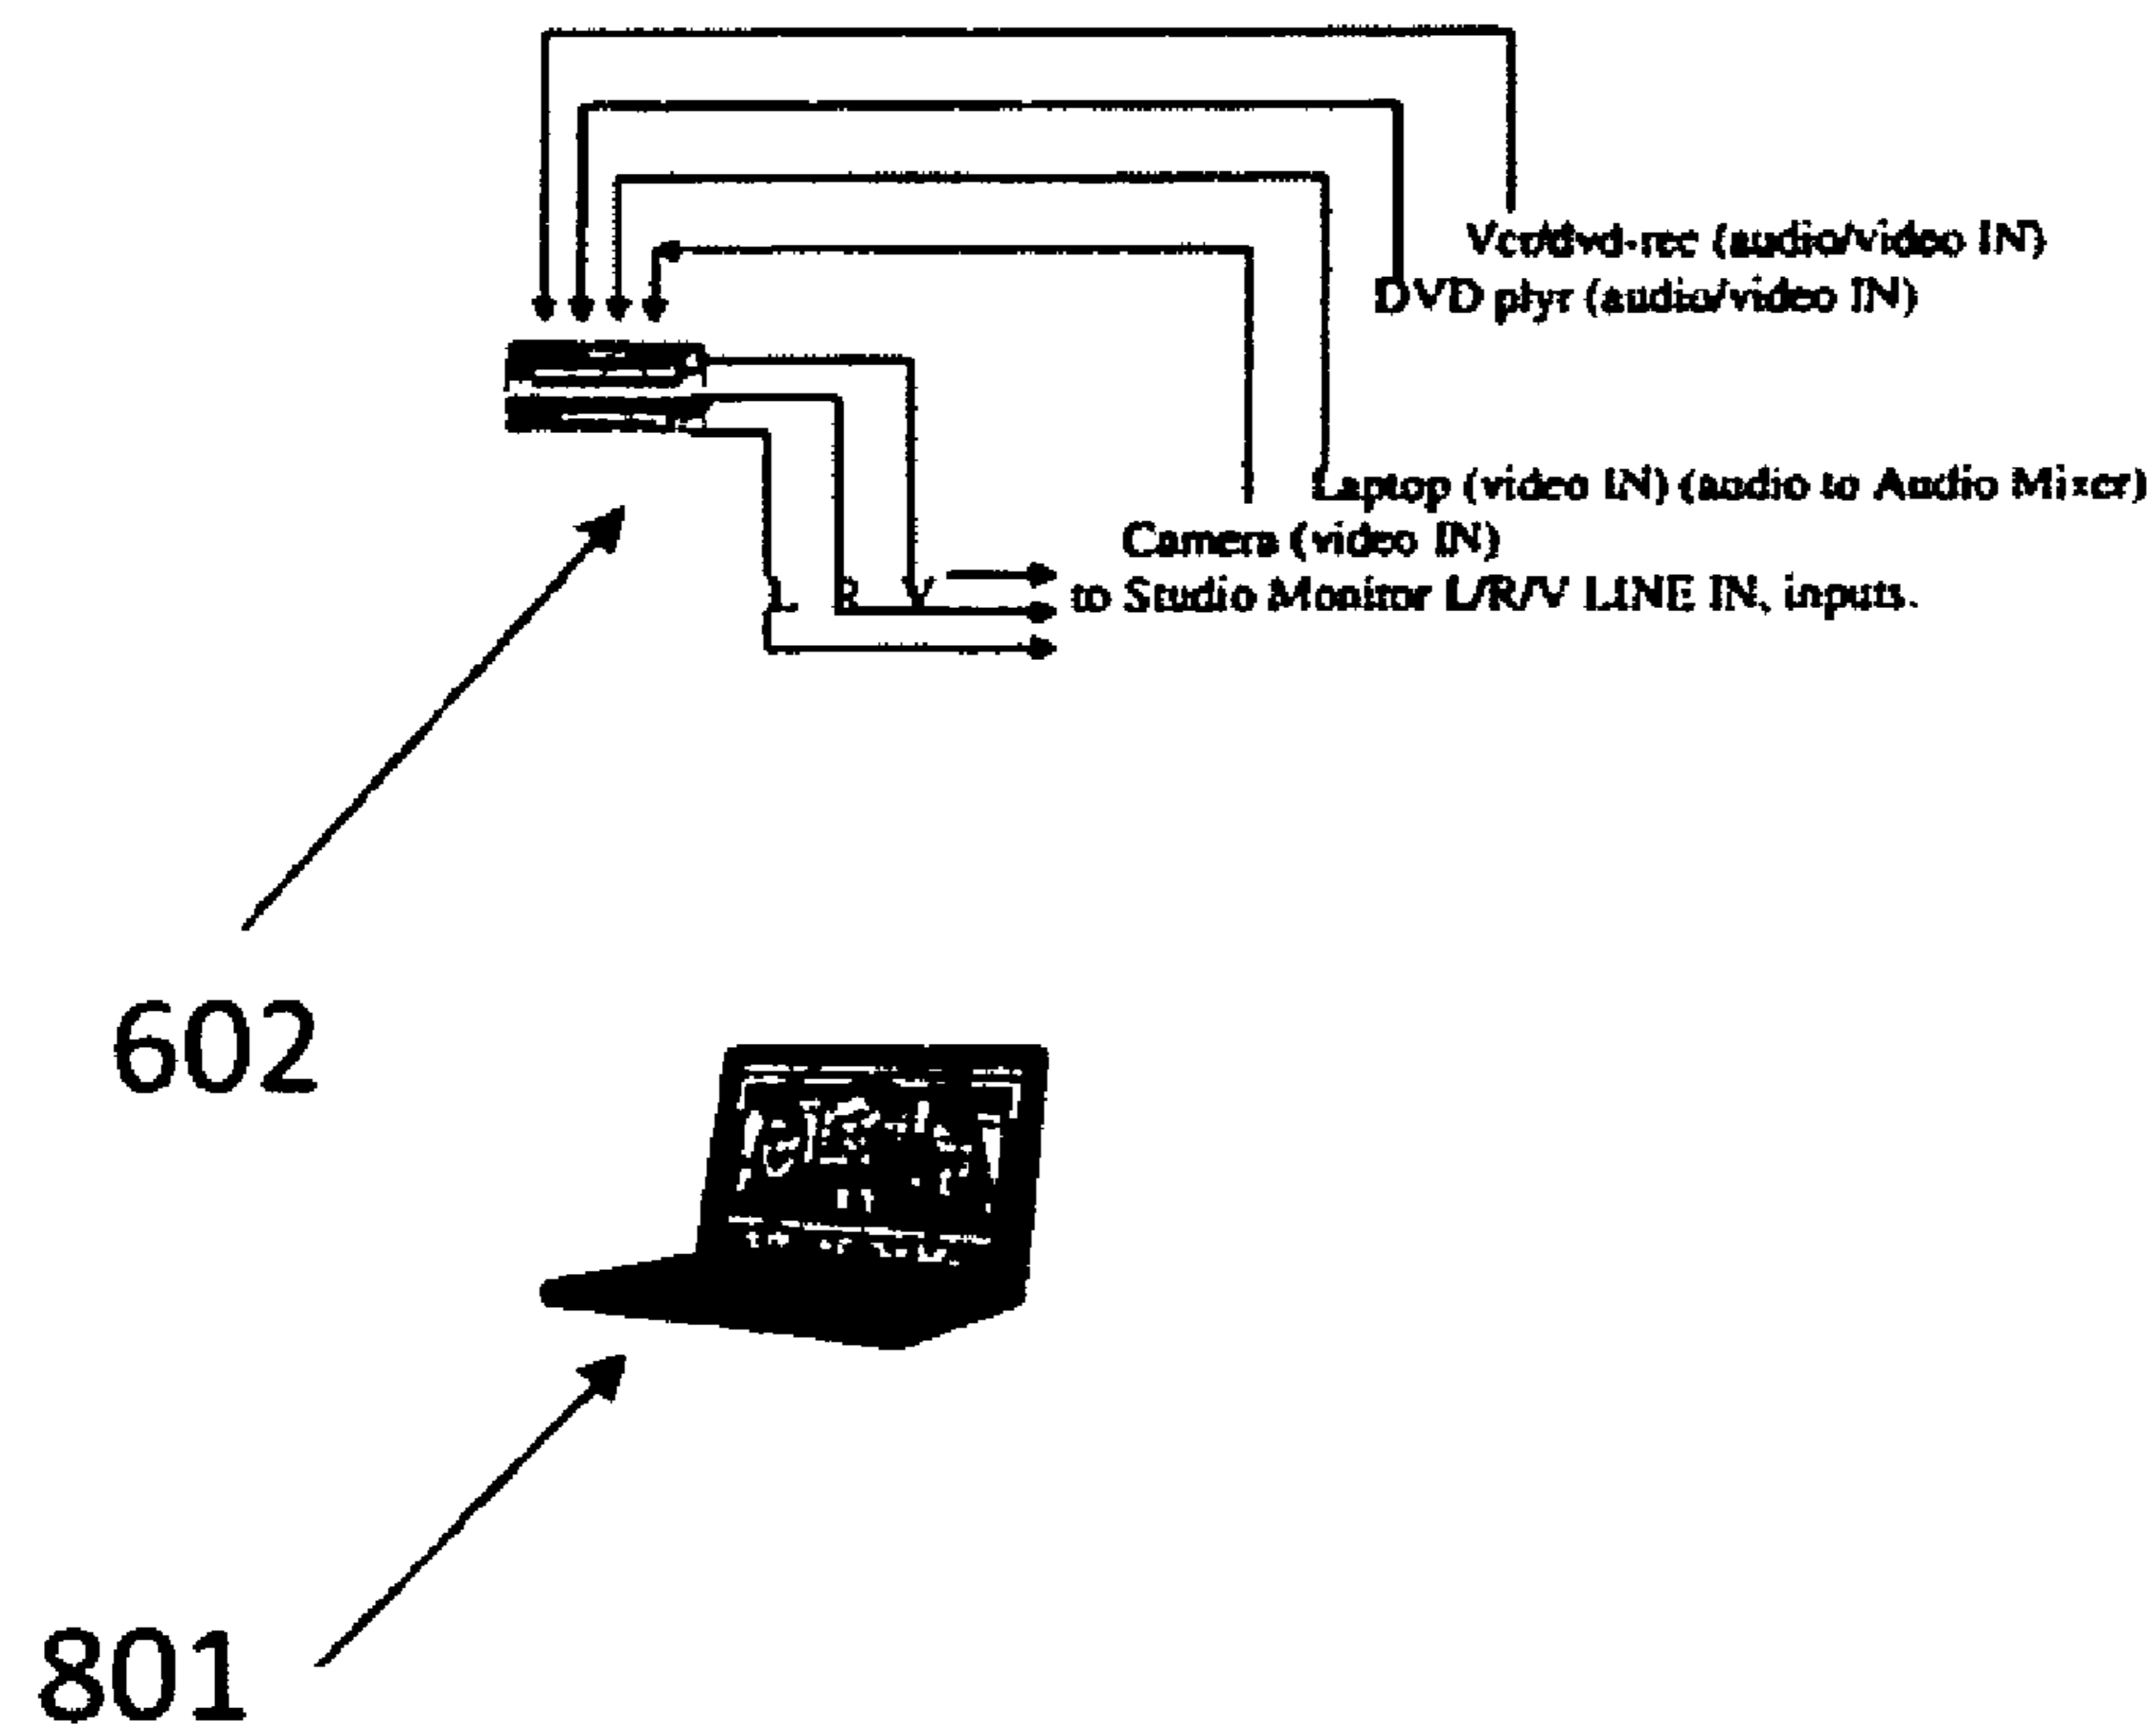 Vcr/dvd-rec (audio/video IN)
DVD plyr (audio/video IN)
Laptop (video IN) (audio to Audio Mixer)
Camera (video IN)
L R V to Studio Monitor L/R/V LINE IN, inputs.
602
801